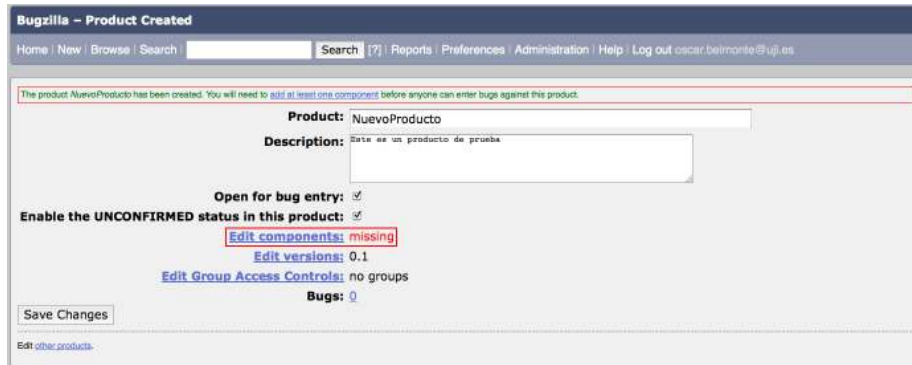 Bugzilla – Product Created
Home | New | Browse | Search | Search [?] | Reports | Preferences | Administration | Help | Log out oscar.belmonte@uji.es
The product NuevoProducto has been created. You will need to add at least one component before anyone can enter bugs against this product.
Product: NuevoProducto
Description: Este es un producto de prueba
Open for bug entry:
Enable the UNCONFIRMED status in this product:
Edit components: missing
Edit versions: 0.1
Edit Group Access Controls: no groups
Bugs: 0
Save Changes
Edit other products.